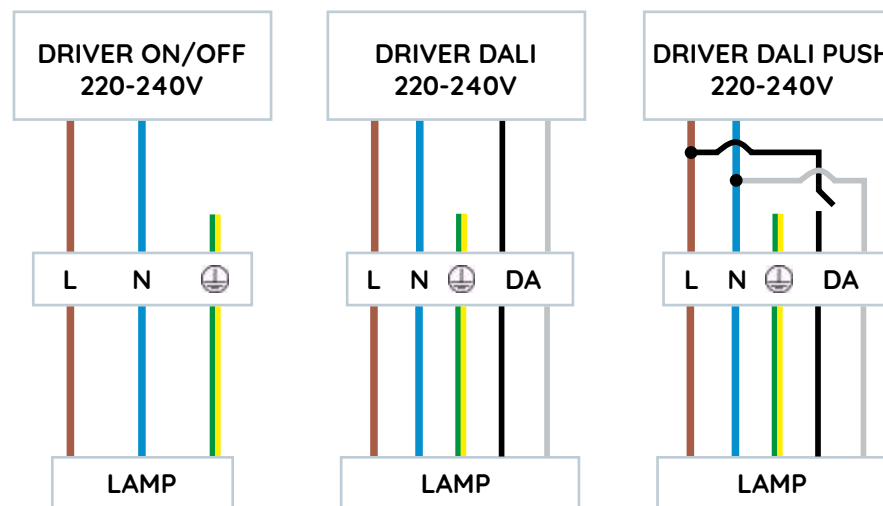 DRIVER ON/OFF
220-240V
L N
LAMP
DRIVER DALI
220-240V
L N DA
LAMP
DRIVER DALI PUSH
220-240V
L N DA
LAMP